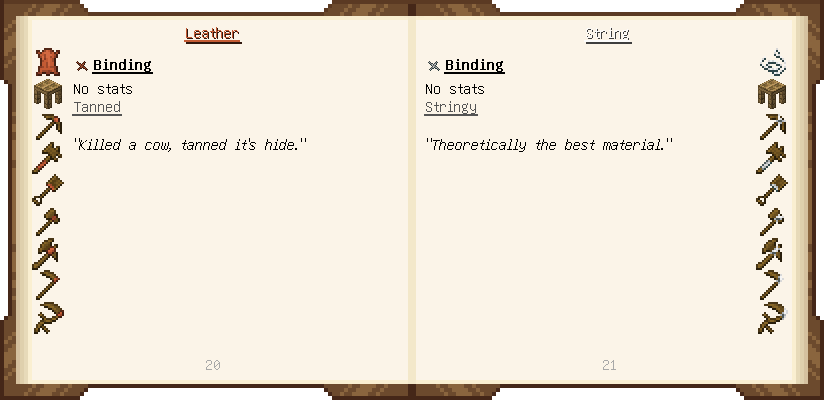 Leather
Binding
No stats
Tanned
"Killed a cow, tanned it's hide."
20
String
Binding
No stats
Stringy
"Theoretically the best material."
21